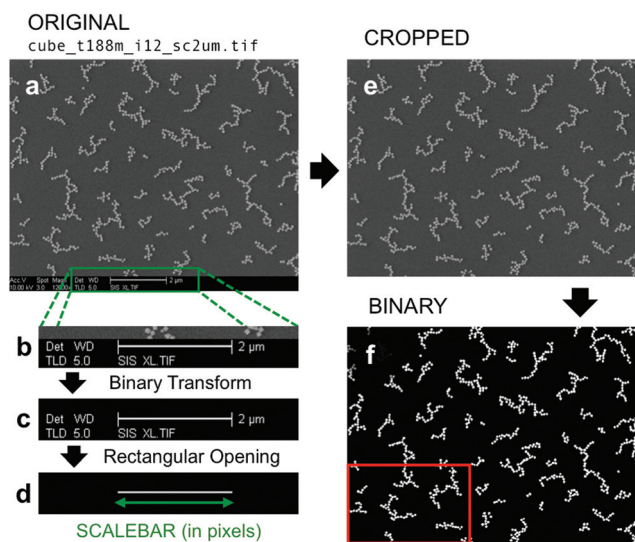 ORIGINAL
cube_t188m_i12_sc2um.tif
CROPPED
a
e
Acc.V Spot Magn Det WD 2 µm
10.00 kV 3.0 TLD 5.0 SIS XL.TIF
BINARY
b
Det WD 2 µm
TLD 5.0 SIS XL.TIF
Binary Transform
f
c
Det WD 2 µm
TLD 5.0 SIS XL.TIF
Rectangular Opening
d
SCALEBAR (in pixels)